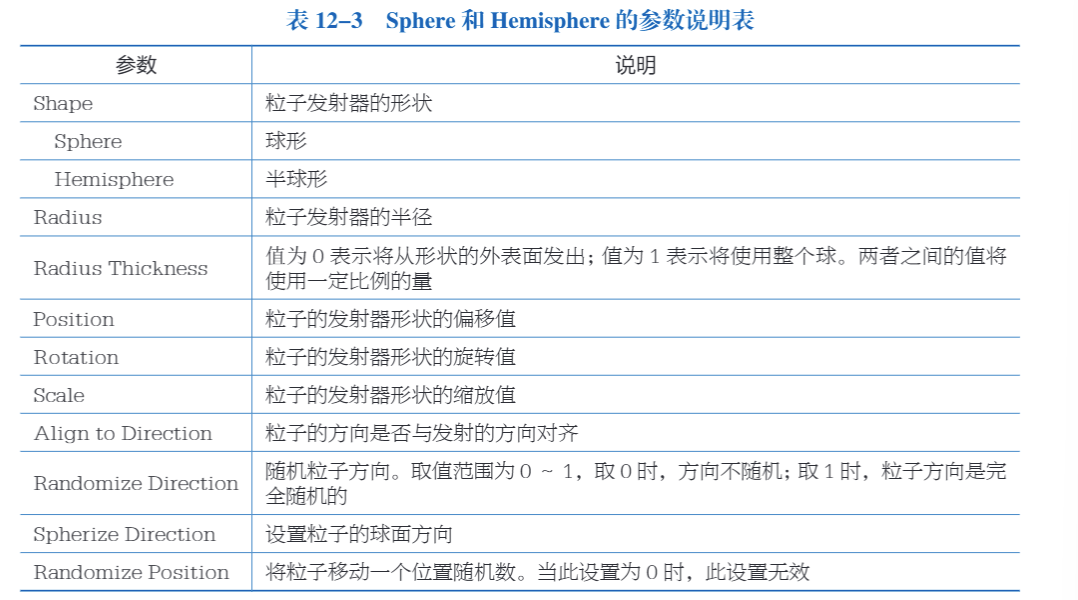 表 12–3 Sphere 和 Hemisphere 的参数说明表
参数 说明
Shape 粒子发射器的形状
Sphere 球形
Hemisphere 半球形
Radius 粒子发射器的半径
Radius Thickness 值为 0 表示将从形状的外表面发出；值为 1 表示将使用整个球。两者之间的值将
使用一定比例的量
Position 粒子的发射器形状的偏移值
Rotation 粒子的发射器形状的旋转值
Scale 粒子的发射器形状的缩放值
Align to Direction 粒子的方向是否与发射的方向对齐
Randomize Direction 随机粒子方向。取值范围为 0 ~ 1，取 0 时，方向不随机；取 1 时，粒子方向是完
全随机的
Spherize Direction 设置粒子的球面方向
Randomize Position 将粒子移动一个位置随机数。当此设置为 0 时，此设置无效